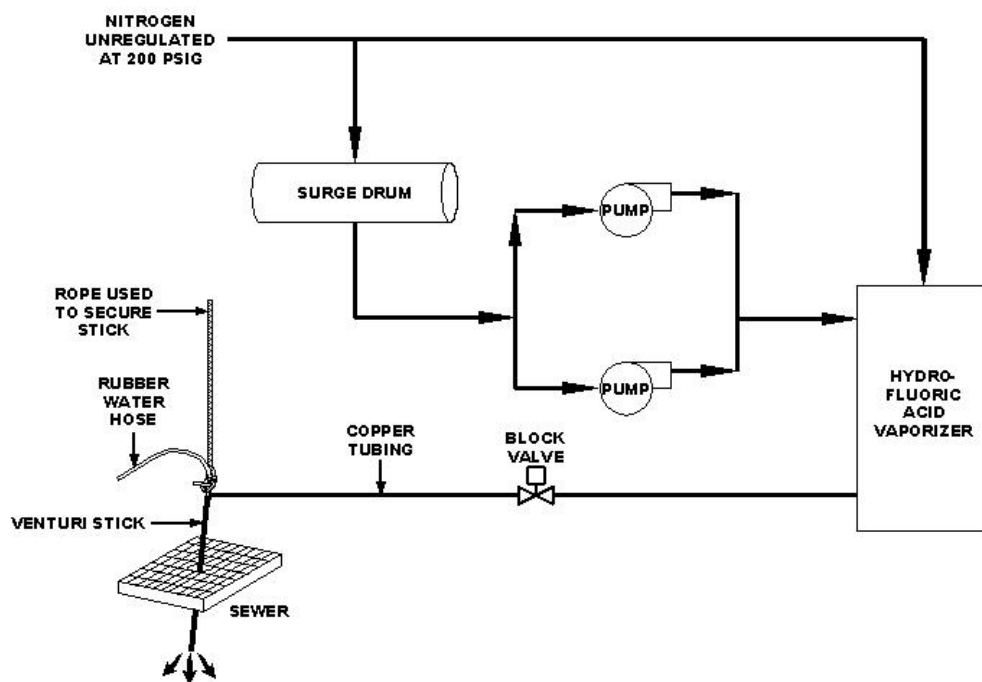 NITROGEN
UNREGULATED
AT 200 PSIG
SURGE DRUM
PUMP
ROPE USED
TO SECURE
STICK
RUBBER
WATER
HOSE
PUMP
HYDRO-
FLUORIC
ACID
VAPORIZER
COPPER
TUBING
BLOCK
VALVE
VENTURI STICK
SEWER